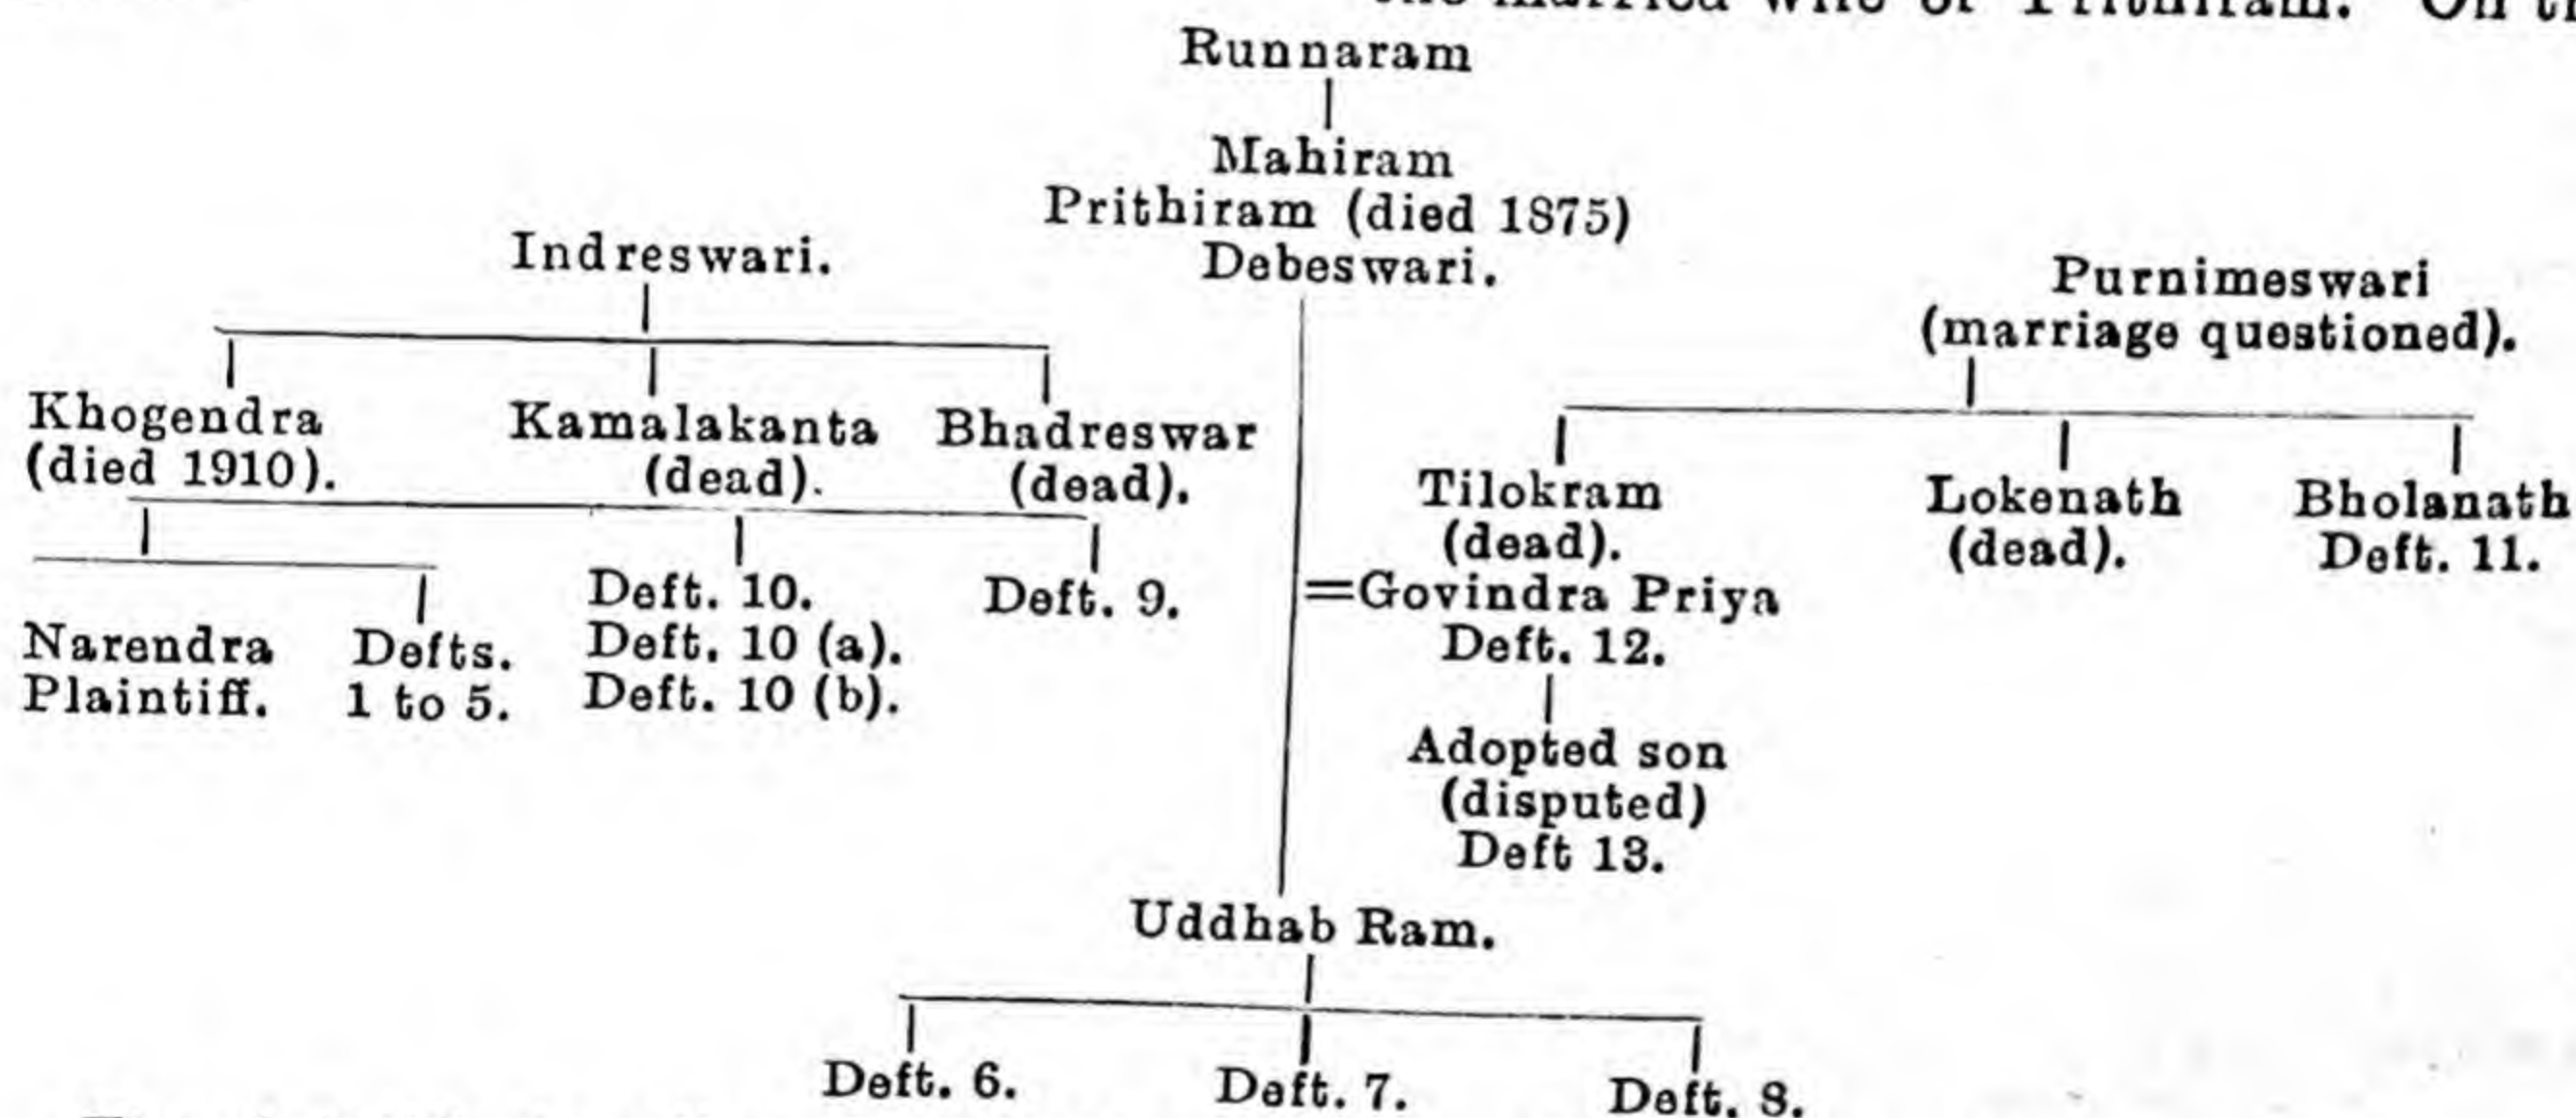 Runnaram
Mahiram
Prithiram (died 1875)
Debeswari.
Indreswari.
Purnimeswari
(marriage questioned).
Khogendra
(died 1910).
Kamalakanta
(dead).
Bhadreswar
(dead).
Tilokram
(dead).
=Govindra Priya
Deft. 12.
Lokenath
(dead).
Bholanath
Deft. 11.
Narendra
Plaintiff.
Defts.
1 to 5.
Deft. 10.
Deft. 10 (a).
Deft. 10 (b).
Deft. 9.
Adopted son
(disputed)
Deft 13.
Uddhab Ram.
Deft. 6.
Deft. 7.
Deft. 8.